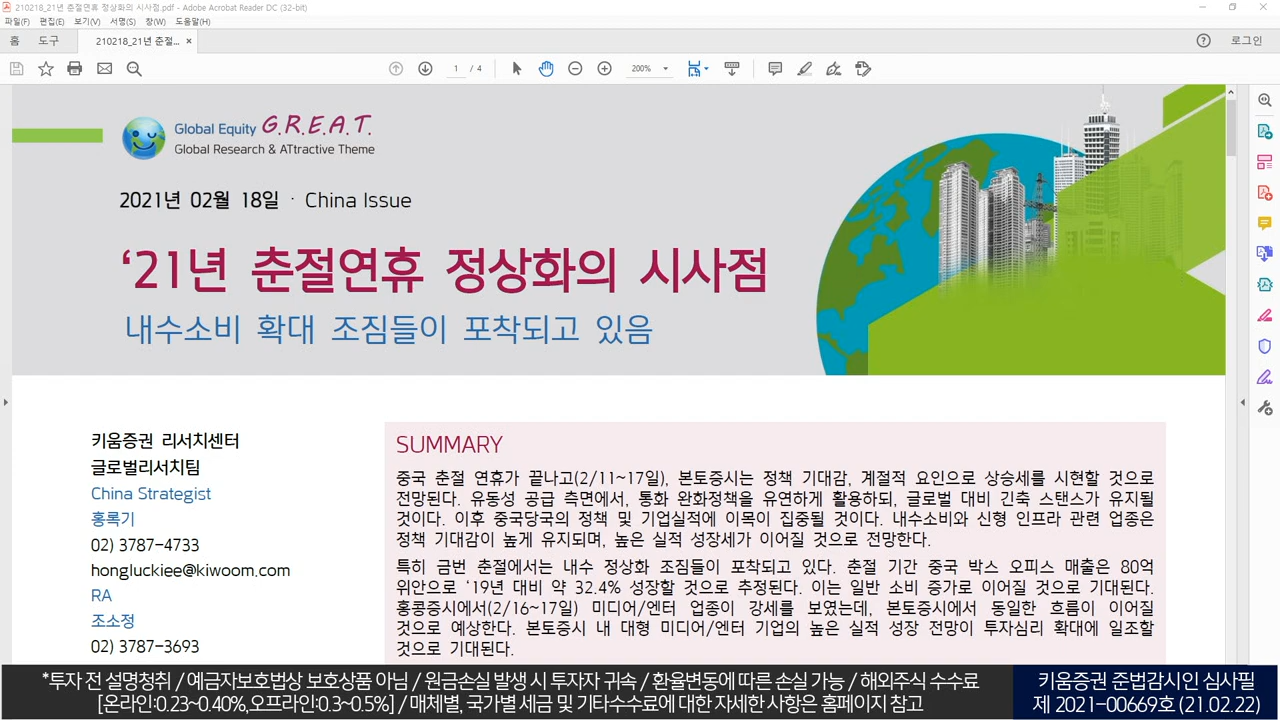 210218_21년 춘절연휴 정상화의 시사점.pdf - Adobe Acrobat Reader DC (32-bit)
파일(F) 편집(E) 보기(V) 서명(S) 창(W) 도움말(H)
홈 도구 210218_21년 춘절... × 로그인
1 / 4 200%
Global Equity G.R.E.A.T.
Global Research & ATtractive Theme
2021년 02월 18일 · China Issue
‘21년 춘절연휴 정상화의 시사점
내수소비 확대 조짐들이 포착되고 있음
키움증권 리서치센터
글로벌리서치팀
China Strategist
홍록기
02) 3787-4733
hongluckiee@kiwoom.com
RA
조소정
02) 3787-3693
SUMMARY
중국 춘절 연휴가 끝나고(2/11~17일), 본토증시는 정책 기대감, 계절적 요인으로 상승세를 시현할 것으로
전망된다. 유동성 공급 측면에서, 통화 완화정책을 유연하게 활용하되, 글로벌 대비 긴축 스탠스가 유지될
것이다. 이후 중국당국의 정책 및 기업실적에 이목이 집중될 것이다. 내수소비와 신형 인프라 관련 업종은
정책 기대감이 높게 유지되며, 높은 실적 성장세가 이어질 것으로 전망한다.
특히 금번 춘절에서는 내수 정상화 조짐들이 포착되고 있다. 춘절 기간 중국 박스 오피스 매출은 80억
위안으로 ‘19년 대비 약 32.4% 성장할 것으로 추정된다. 이는 일반 소비 증가로 이어질 것으로 기대된다.
홍콩증시에서(2/16~17일) 미디어/엔터 업종이 강세를 보였는데, 본토증시에서 동일한 흐름이 이어질
것으로 예상한다. 본토증시 내 대형 미디어/엔터 기업의 높은 실적 성장 전망이 투자심리 확대에 일조할
것으로 기대된다.
*투자 전 설명청취 / 예금자보호법상 보호상품 아님 / 원금손실 발생 시 투자자 귀속 / 환율변동에 따른 손실 가능 / 해외주식 수수료
[온라인:0.23~0.40%,오프라인:0.3~0.5%] / 매체별, 국가별 세금 및 기타수수료에 대한 자세한 사항은 홈페이지 참고
키움증권 준법감시인 심사필
제 2021-00669호 (21.02.22)